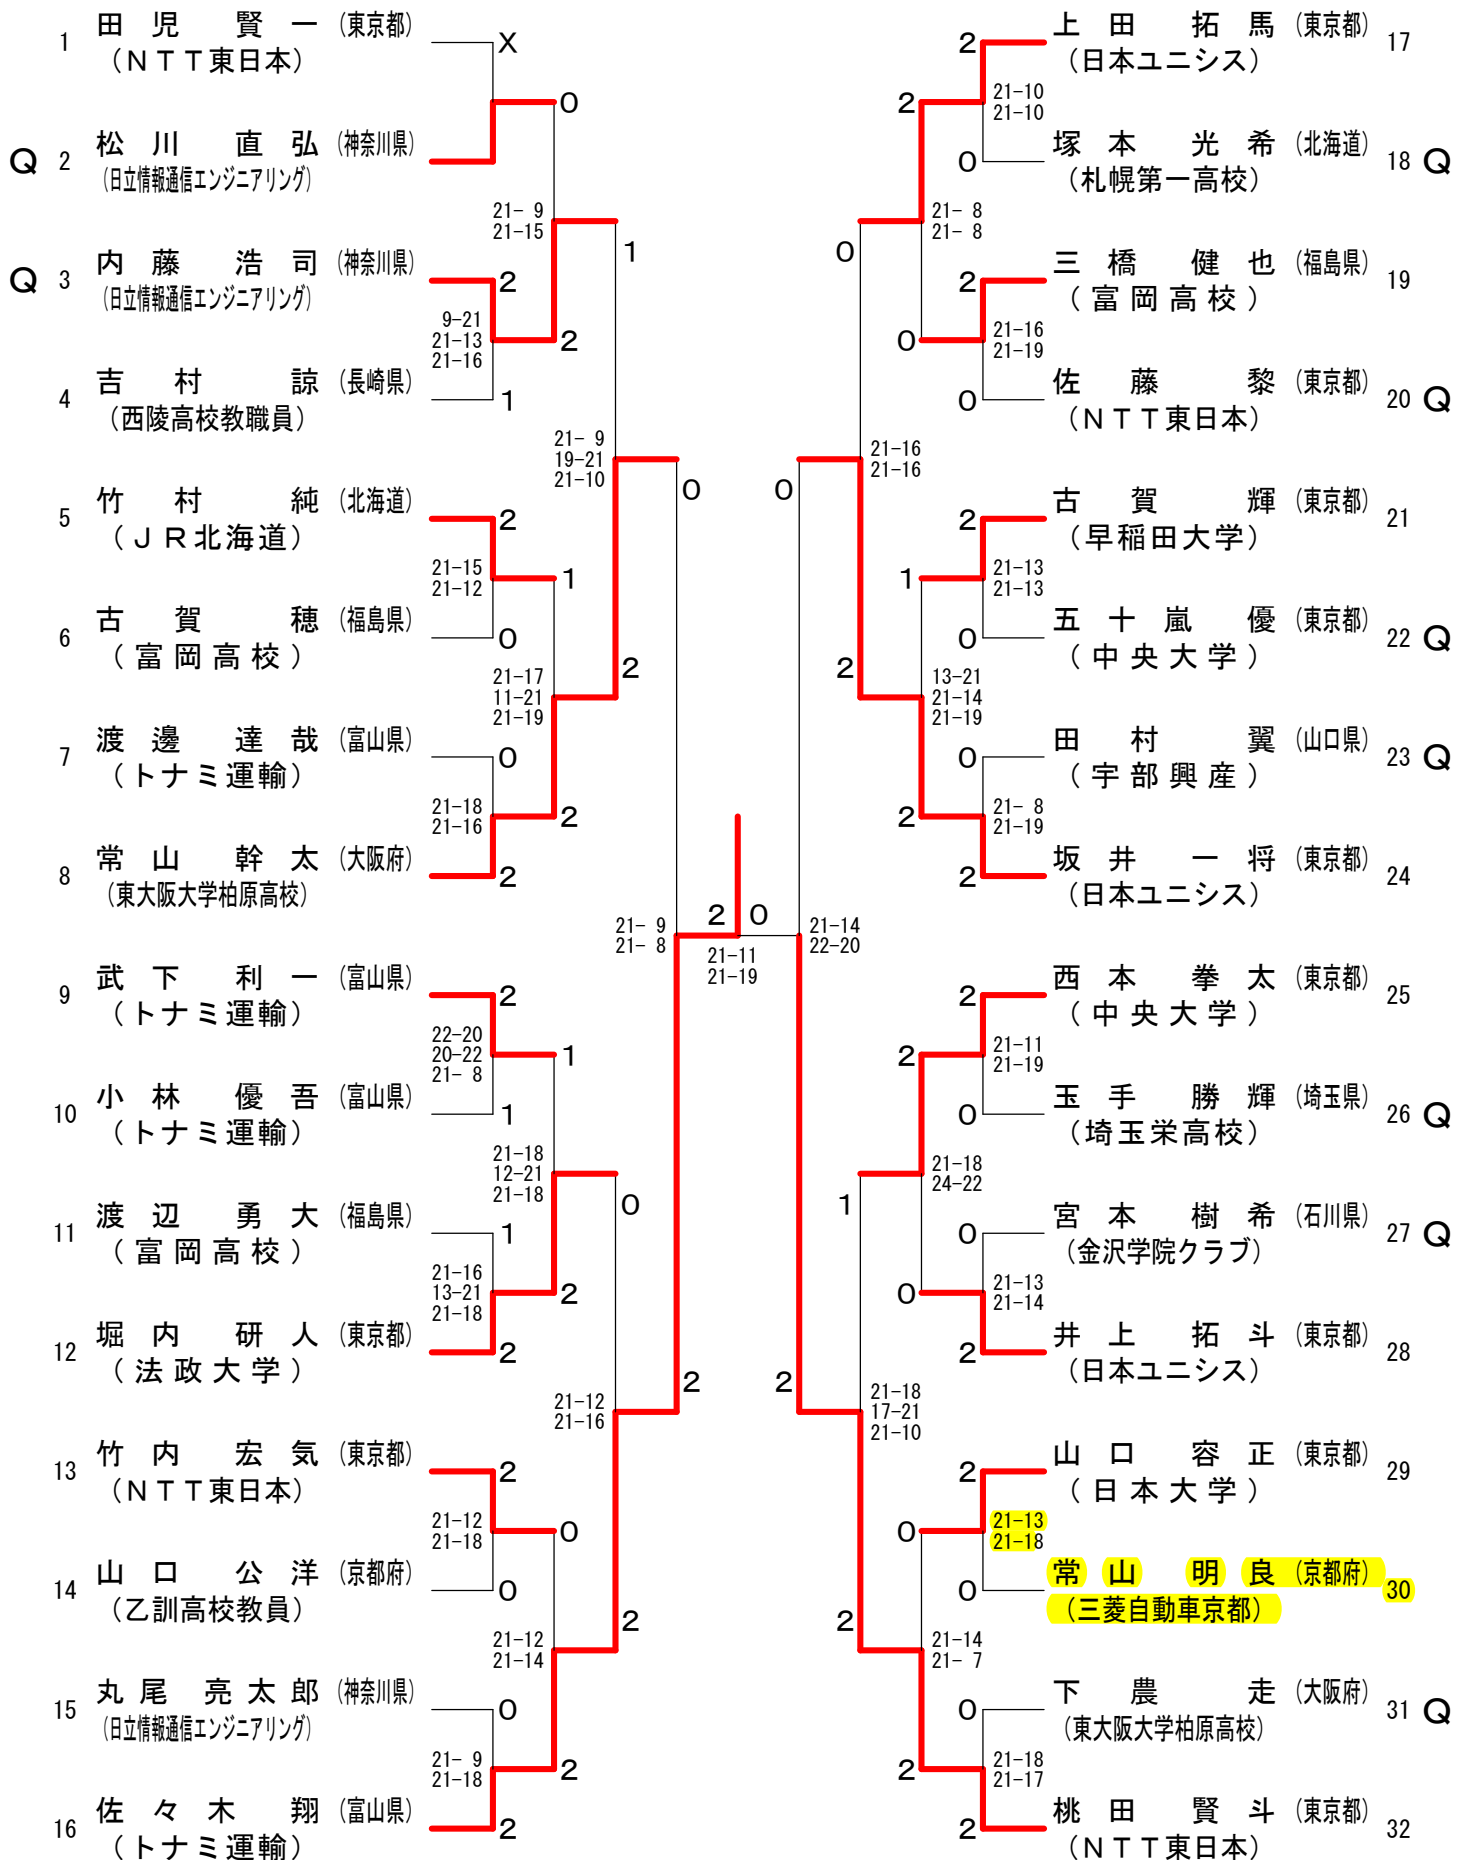 1 田児 賢一 (東京都)
(ＮＴＴ東日本)
X
0
Q 2 松川 直弘 (神奈川県)
(日立情報通信エンジニアリング)
21- 9
21-15
1
Q 3 内藤 浩司 (神奈川県)
(日立情報通信エンジニアリング)
2
9-21
21-13
21-16
2
4 吉村 諒 (長崎県)
(西陵高校教職員)
1
21- 9
19-21
21-10
0
5 竹村 純 (北海道)
(ＪＲ北海道)
2
21-15
21-12
1
6 古賀 穂 (福島県)
(富岡高校)
0
21-17
11-21
21-19
2
7 渡邊 達哉 (富山県)
(トナミ運輸)
0
21-18
21-16
2
8 常山 幹太 (大阪府)
(東大阪大学柏原高校)
2
21- 9
21- 8
9 武下 利一 (富山県)
(トナミ運輸)
2
22-20
20-22
21- 8
1
10 小林 優吾 (富山県)
(トナミ運輸)
1
21-18
12-21
21-18
0
11 渡辺 勇大 (福島県)
(富岡高校)
1
21-16
13-21
21-18
2
12 堀内 研人 (東京都)
(法政大学)
2
21-12
21-16
2
13 竹内 宏気 (東京都)
(ＮＴＴ東日本)
2
21-12
21-18
0
14 山口 公洋 (京都府)
(乙訓高校教員)
0
21-12
21-14
2
15 丸尾 亮太郎 (神奈川県)
(日立情報通信エンジニアリング)
0
21- 9
21-18
2
16 佐々木 翔 (富山県)
(トナミ運輸)
2
2 0
21-11
21-19
2 上田 拓馬 (東京都) 17
(日本ユニシス)
2
21-10
21-10
0 塚本 光希 (北海道) 18 Q
(札幌第一高校)
0
21- 8
21- 8
2 三橋 健也 (福島県) 19
(富岡高校)
0
21-16
21-19
0 佐藤 黎 (東京都) 20 Q
(ＮＴＴ東日本)
0
21-16
21-16
2 古賀 輝 (東京都) 21
(早稲田大学)
1
21-13
21-13
0 五十嵐 優 (東京都) 22 Q
(中央大学)
2
13-21
21-14
21-19
0 田村 翼 (山口県) 23 Q
(宇部興産)
2
21- 8
21-19
2 坂井 一将 (東京都) 24
(日本ユニシス)
21-14
22-20
2 西本 拳太 (東京都) 25
(中央大学)
2
21-11
21-19
0 玉手 勝輝 (埼玉県) 26 Q
(埼玉栄高校)
1
21-18
24-22
0 宮本 樹希 (石川県) 27 Q
(金沢学院クラブ)
0
21-13
21-14
2 井上 拓斗 (東京都) 28
(日本ユニシス)
2
21-18
17-21
21-10
2 山口 容正 (東京都) 29
(日本大学)
0
21-13
21-18
0 常山 明良 (京都府) 30
(三菱自動車京都)
2
21-14
21- 7
0 下農 走 (大阪府) 31 Q
(東大阪大学柏原高校)
2
21-18
21-17
2 桃田 賢斗 (東京都) 32
(ＮＴＴ東日本)